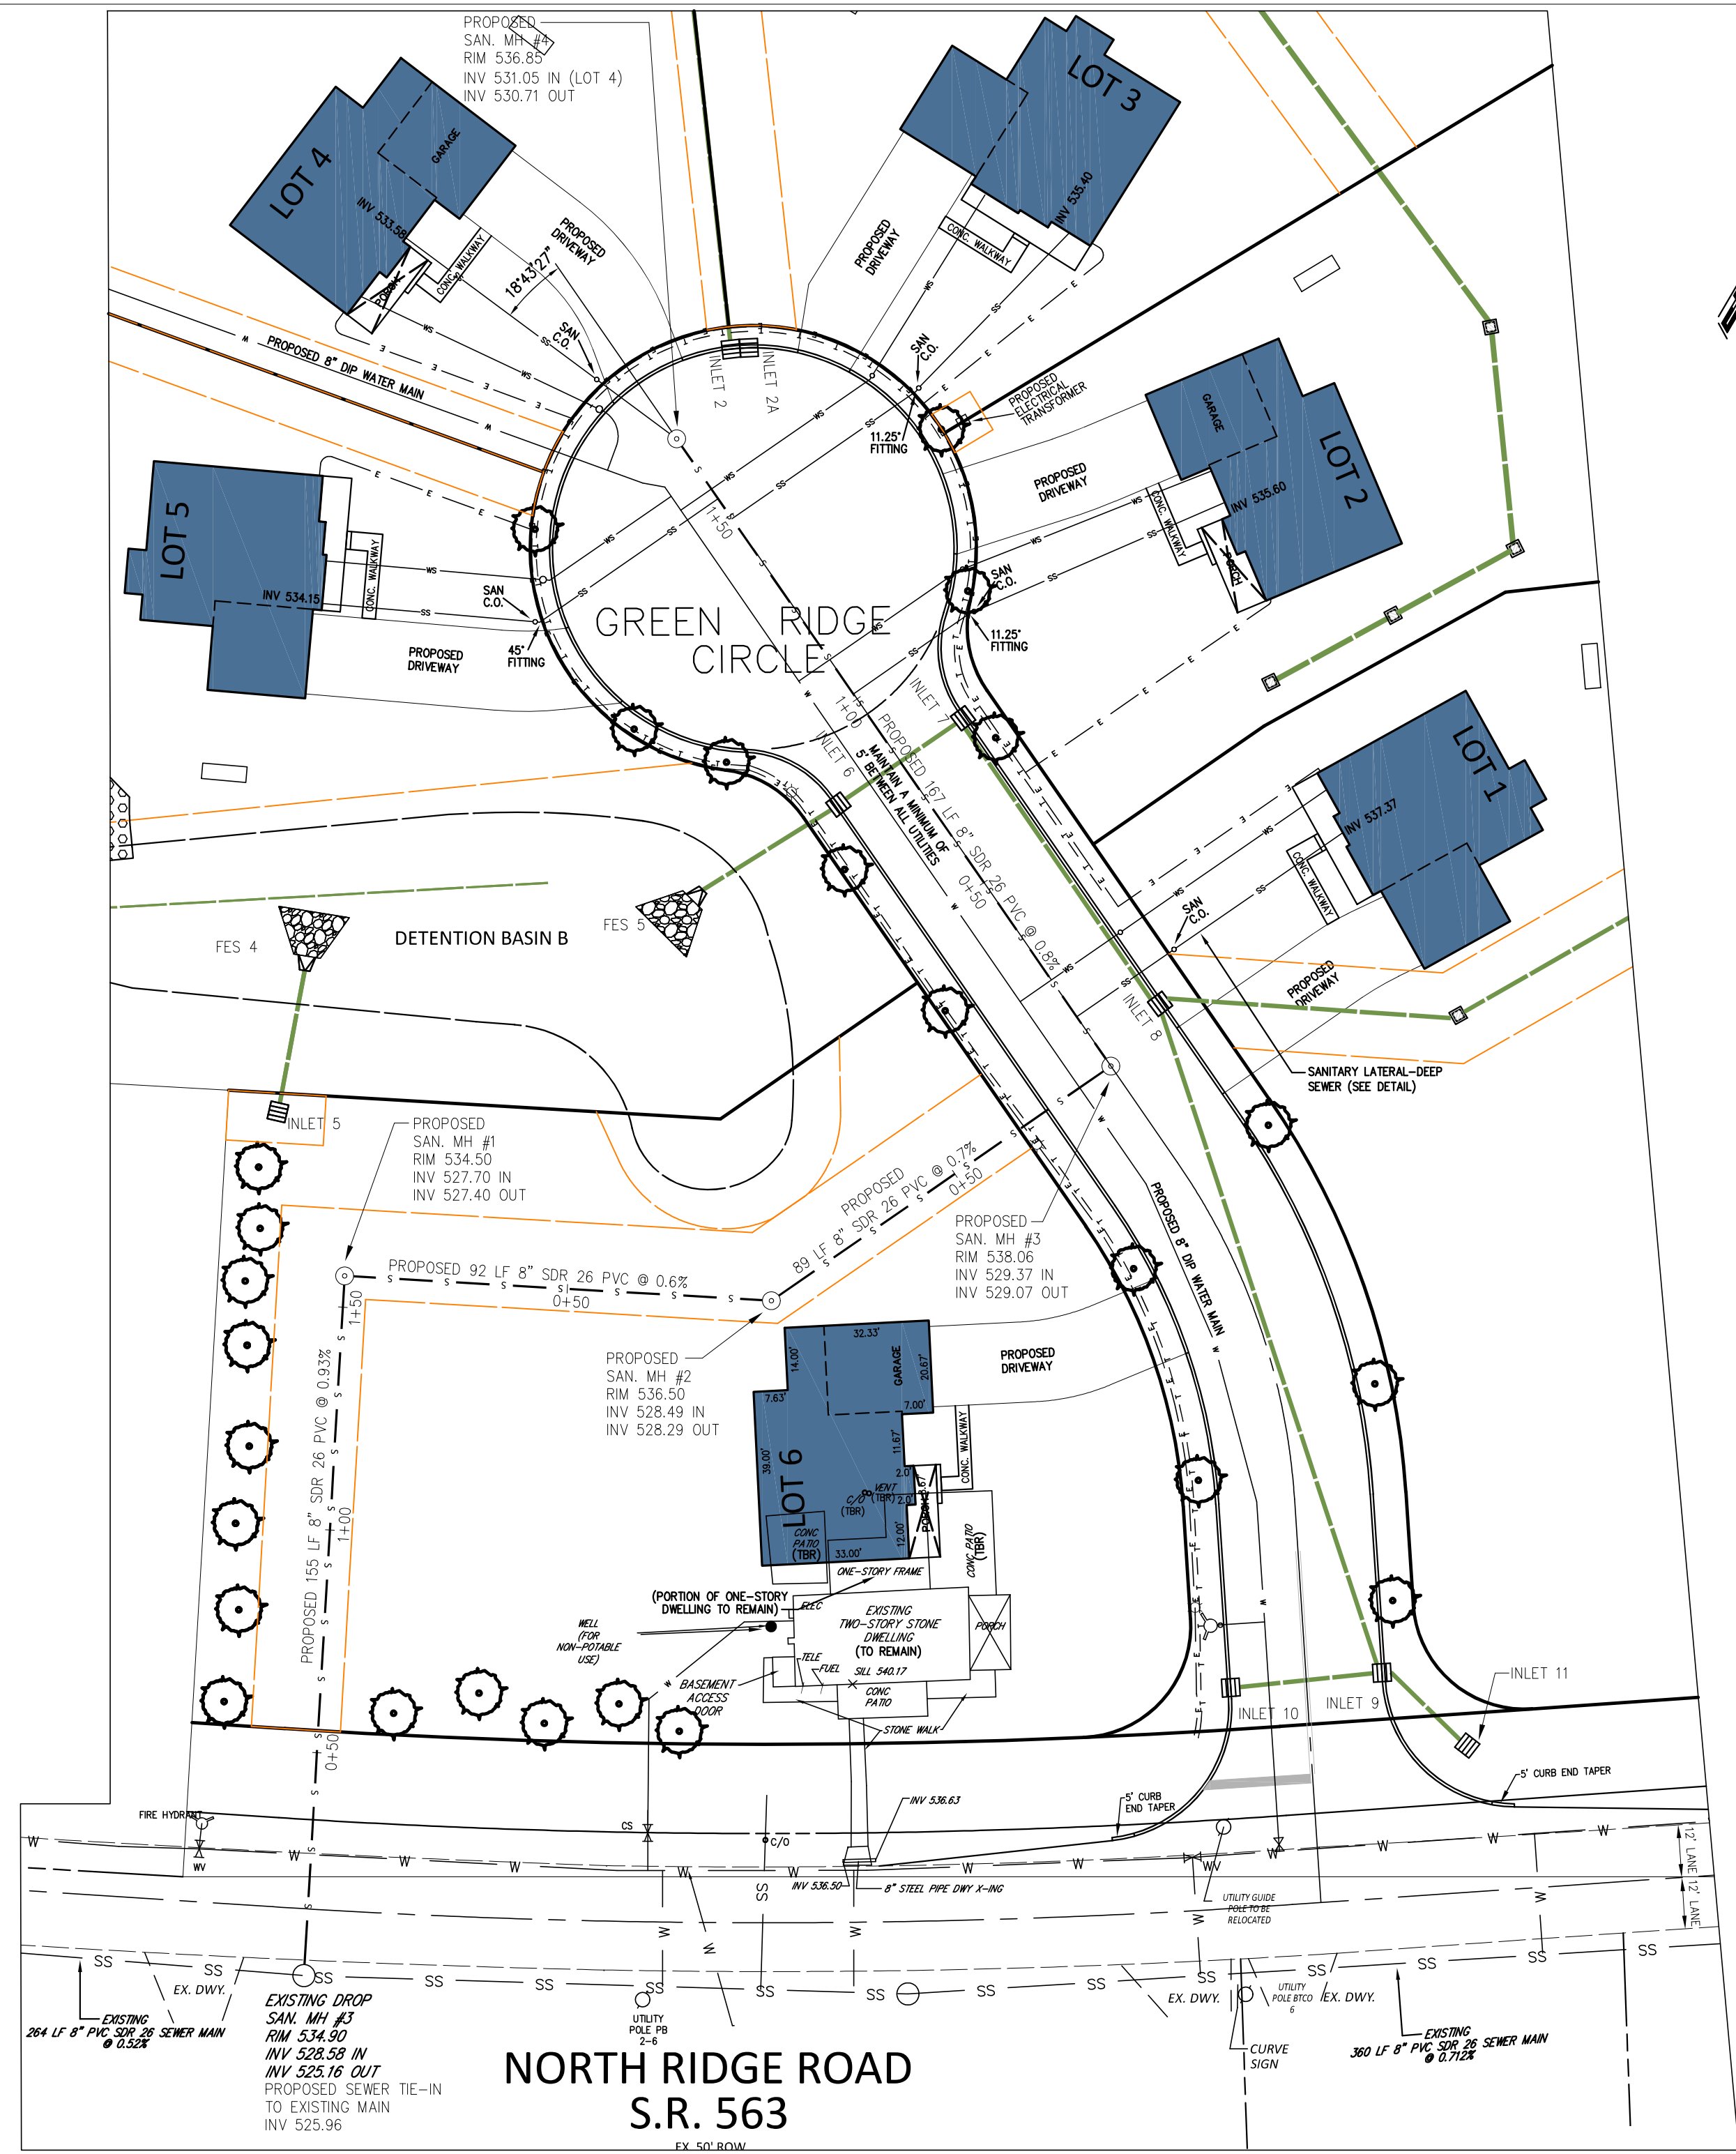 PROPOSED
SAN. MH #4
RIM 536.85
INV 531.05 IN (LOT 4)
INV 530.71 OUT
LOT 4
GARAGE
INV 533.58
PORCH
CONC. WALKWAY
PROPOSED
DRIVEWAY
18°43'27"
SAN
C.O.
LOT 3
INV 535.40
CONC. WALKWAY
PROPOSED
DRIVEWAY
SAN
C.O.
INLET 2
INLET 2A
PROPOSED 8" DIP WATER MAIN
11.25°
FITTING
PROPOSED
ELECTRICAL
TRANSFORMER
LOT 2
GARAGE
INV 535.60
PORCH
CONC. WALKWAY
PROPOSED
DRIVEWAY
SAN
C.O.
11.25°
FITTING
LOT 5
INV 534.15
CONC. WALKWAY
SAN
C.O.
45°
FITTING
PROPOSED
DRIVEWAY
1+50
GREEN RIDGE
CIRCLE
INLET 7
INLET 6
1+00
PROPOSED 167 LF 8" SDR 26 PVC @ 0.8%
MAINTAIN A MINIMUM OF
5' BETWEEN ALL UTILITIES
0+50
LOT 1
INV 537.37
CONC. WALKWAY
SAN
C.O.
PROPOSED
DRIVEWAY
INLET 8
SANITARY LATERAL-DEEP
SEWER (SEE DETAIL)
FES 4
DETENTION BASIN B
FES 5
INLET 5
PROPOSED
SAN. MH #1
RIM 534.50
INV 527.70 IN
INV 527.40 OUT
PROPOSED 92 LF 8" SDR 26 PVC @ 0.6%
0+50
PROPOSED
89 LF 8" SDR 26 PVC @ 0.7%
0+50
PROPOSED
SAN. MH #3
RIM 538.06
INV 529.37 IN
INV 529.07 OUT
PROPOSED 8" DIP WATER MAIN
PROPOSED
SAN. MH #2
RIM 536.50
INV 528.49 IN
INV 528.29 OUT
1+50
PROPOSED 155 LF 8" SDR 26 PVC @ 0.93%
1+00
0+50
32.33'
14.00'
GARAGE
20.67'
7.63'
7.00'
39.00'
11.67'
LOT 6
2.0'
VENT
(TBR)
C/O
(TBR)
2.0'
PORCH
12.00'
33.00'
CONC
PATIO
(TBR)
CONC. WALKWAY
CONC PATIO
(TBR)
PROPOSED
DRIVEWAY
ONE-STORY FRAME
(PORTION OF ONE-STORY
DWELLING TO REMAIN)
ELEC
EXISTING
TWO-STORY STONE
DWELLING
(TO REMAIN)
PORCH
WELL
(FOR
NON-POTABLE
USE)
TELE
FUEL
SILL 540.17
BASEMENT
ACCESS
DOOR
CONC
PATIO
STONE WALK
INLET 10
INLET 9
INLET 11
FIRE HYDRANT
WV
CS
C/O
INV 536.63
INV 536.50
8" STEEL PIPE DWY X-ING
5' CURB
END TAPER
5' CURB END TAPER
WV
UTILITY GUIDE
POLE TO BE
RELOCATED
12' LANE
12' LANE
EX. DWY.
EXISTING
264 LF 8" PVC SDR 26 SEWER MAIN
@ 0.52%
EXISTING DROP
SAN. MH #3
RIM 534.90
INV 528.58 IN
INV 525.16 OUT
PROPOSED SEWER TIE-IN
TO EXISTING MAIN
INV 525.96
UTILITY
POLE PB
2-6
EX. DWY.
UTILITY
POLE BTCO
6
EX. DWY.
CURVE
SIGN
EXISTING
360 LF 8" PVC SDR 26 SEWER MAIN
@ 0.712%
NORTH RIDGE ROAD
S.R. 563
EX. 50' ROW